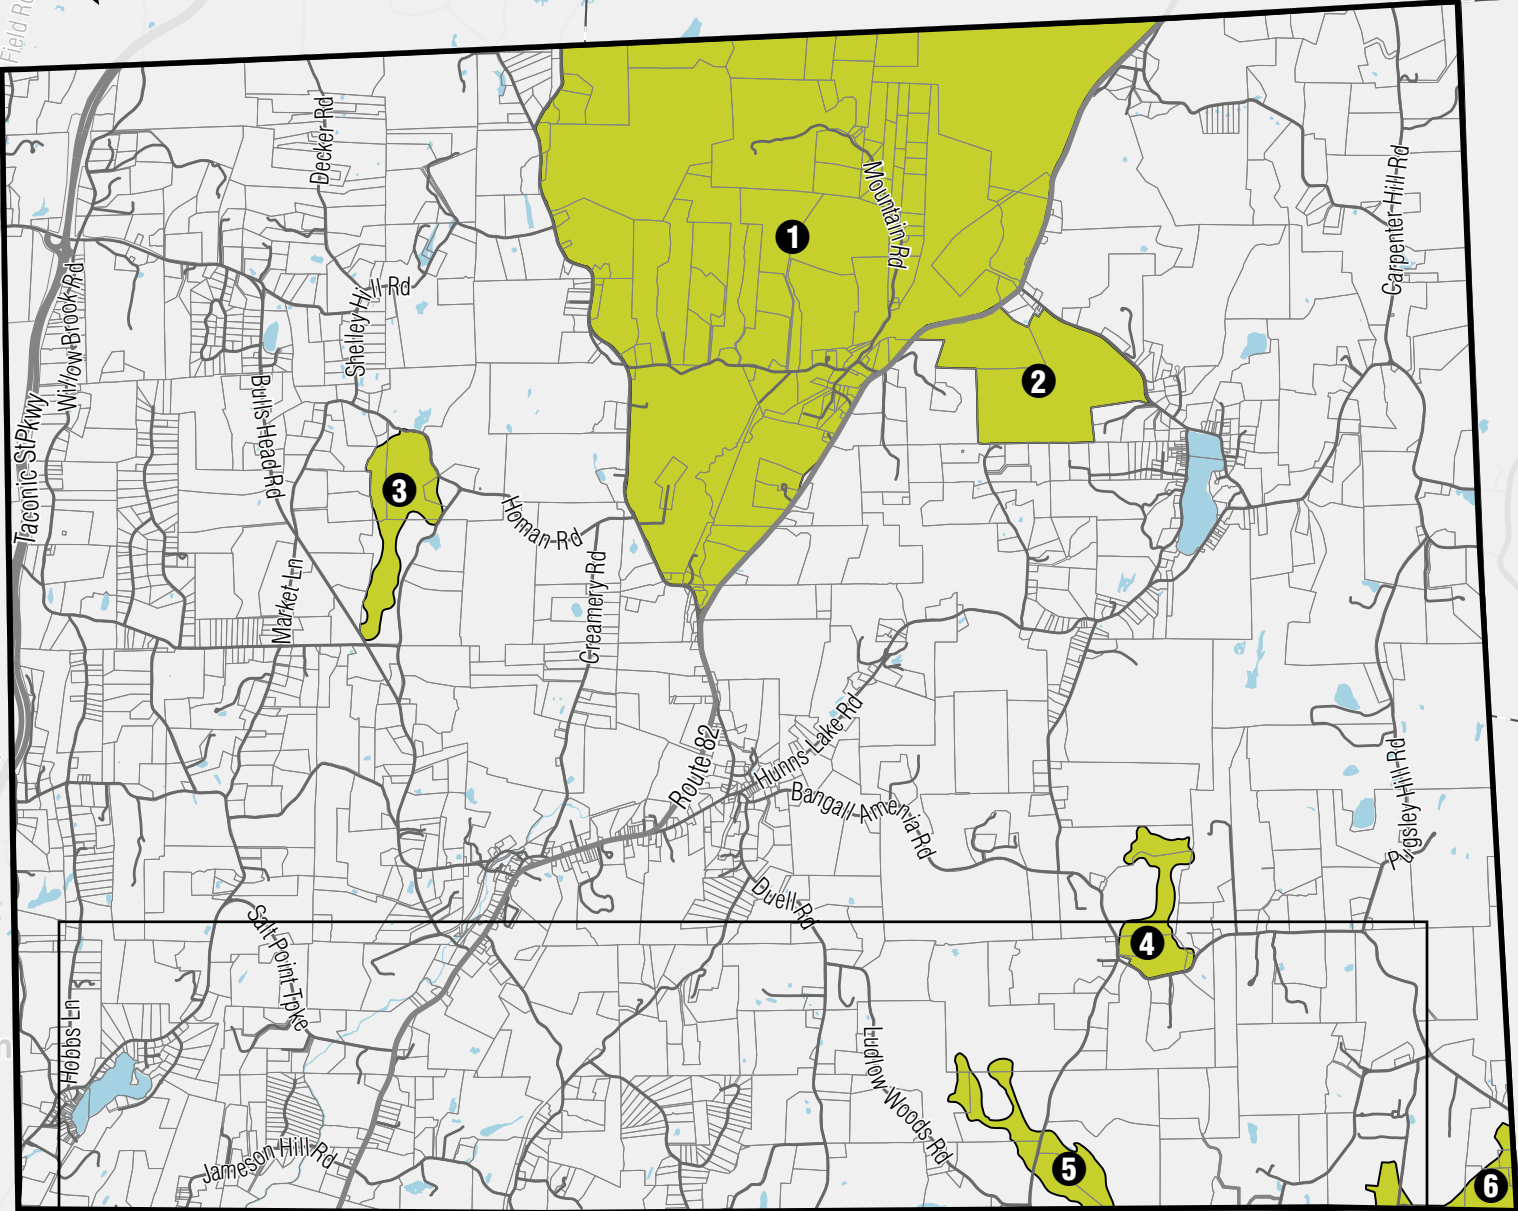 Field Rd
Decker Rd
Mountain Rd
Carpenter Hill Rd
1
Willow Brook Rd
Shelley Hill Rd
Bulls Head Rd
2
Taconic St Pkwy
3
Homan Rd
Market Ln
Creamery Rd
Route 82
Hunns Lake Rd
Bangall Amenia Rd
Pugsley Hill Rd
Duell Rd
Salt Point Tpke
4
Hobbs Ln
Ludlow Woods Rd
Jameson Hill Rd
5
6